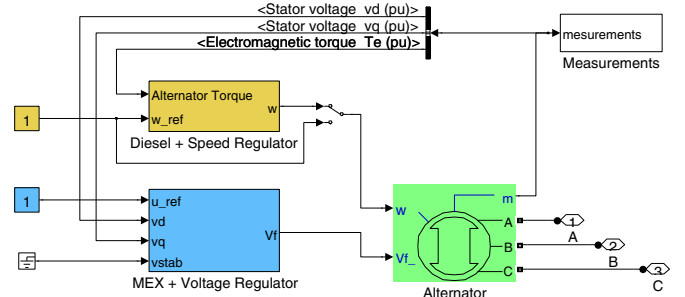 <Stator voltage vd (pu)>
<Stator voltage vq (pu)>
<Electromagnetic torque Te (pu)>
mesurements
Measurements
Alternator Torque
w
w_ref
1
Diesel + Speed Regulator
1
u_ref
vd
vq
vstab
Vf
MEX + Voltage Regulator
m
w
Vf_
A
B
C
Alternator
1
A
2
B
3
C